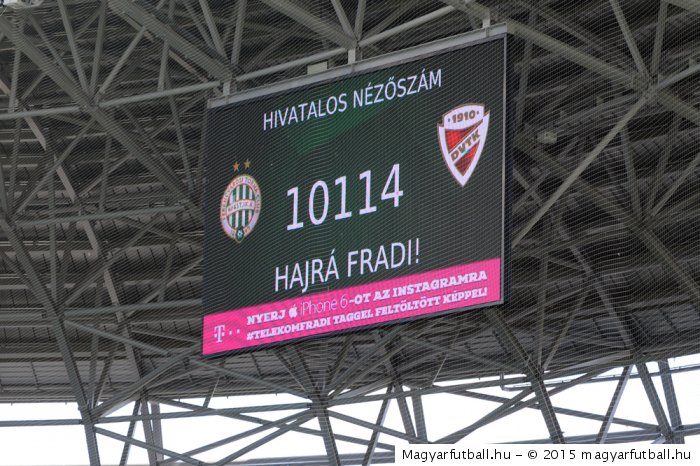 HIVATALOS NÉZŐSZÁM
1910
DVTK
10114
HAJRÁ FRADI!
NYERJ iPhone 6-OT AZ INSTAGRAMRA
#TELEKOMFRADI TAGGEL FELTÖLTÖTT KÉPPEL!
Magyarfutball.hu - © 2015 magyarfutball.hu